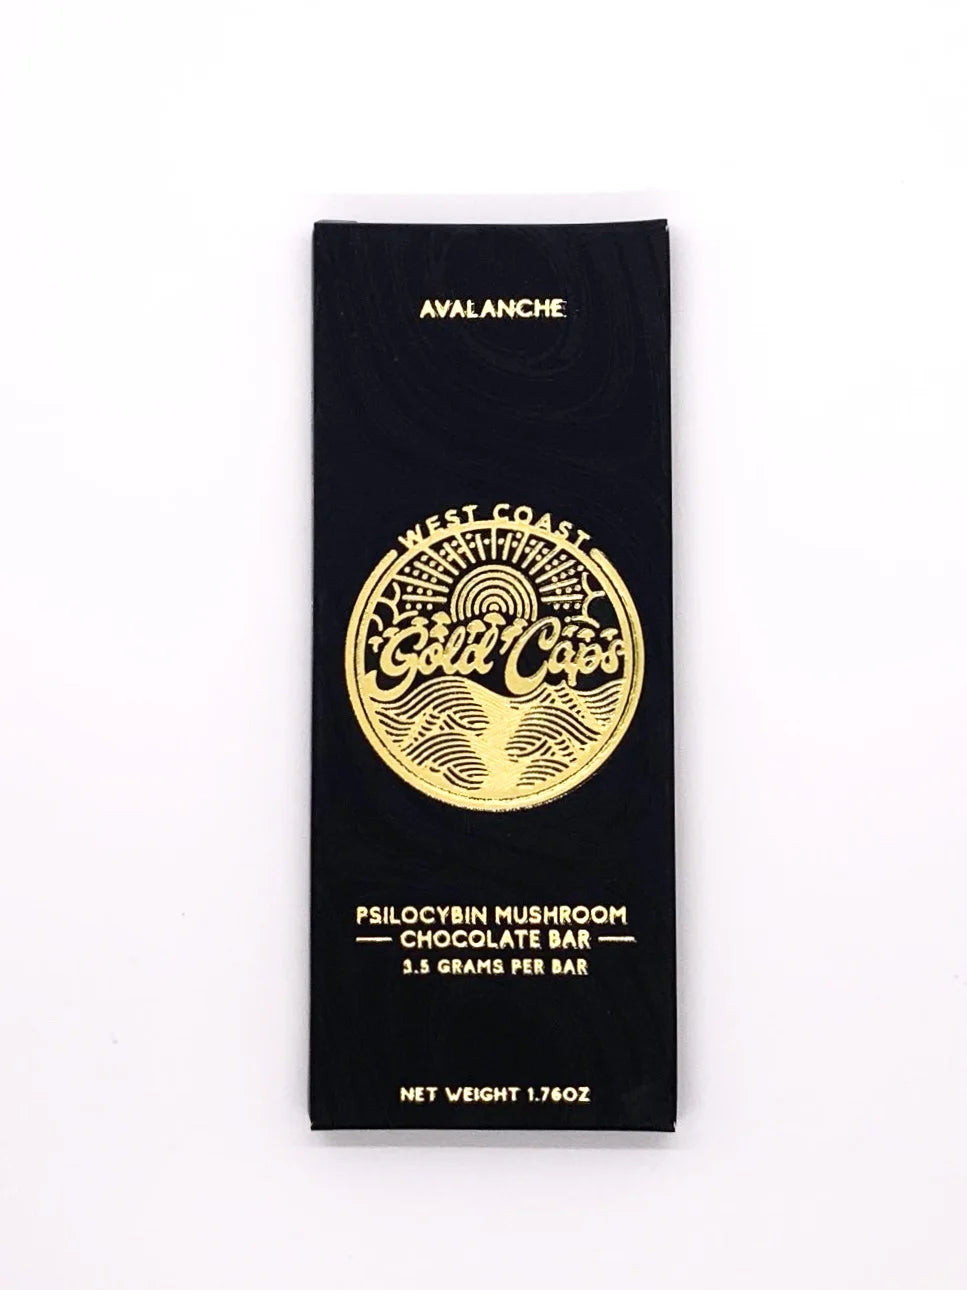 AVALANCHE
WEST COAST
Gold Caps
PSILOCYBIN MUSHROOM
CHOCOLATE BAR
3.5 GRAMS PER BAR
NET WEIGHT 1.76OZ